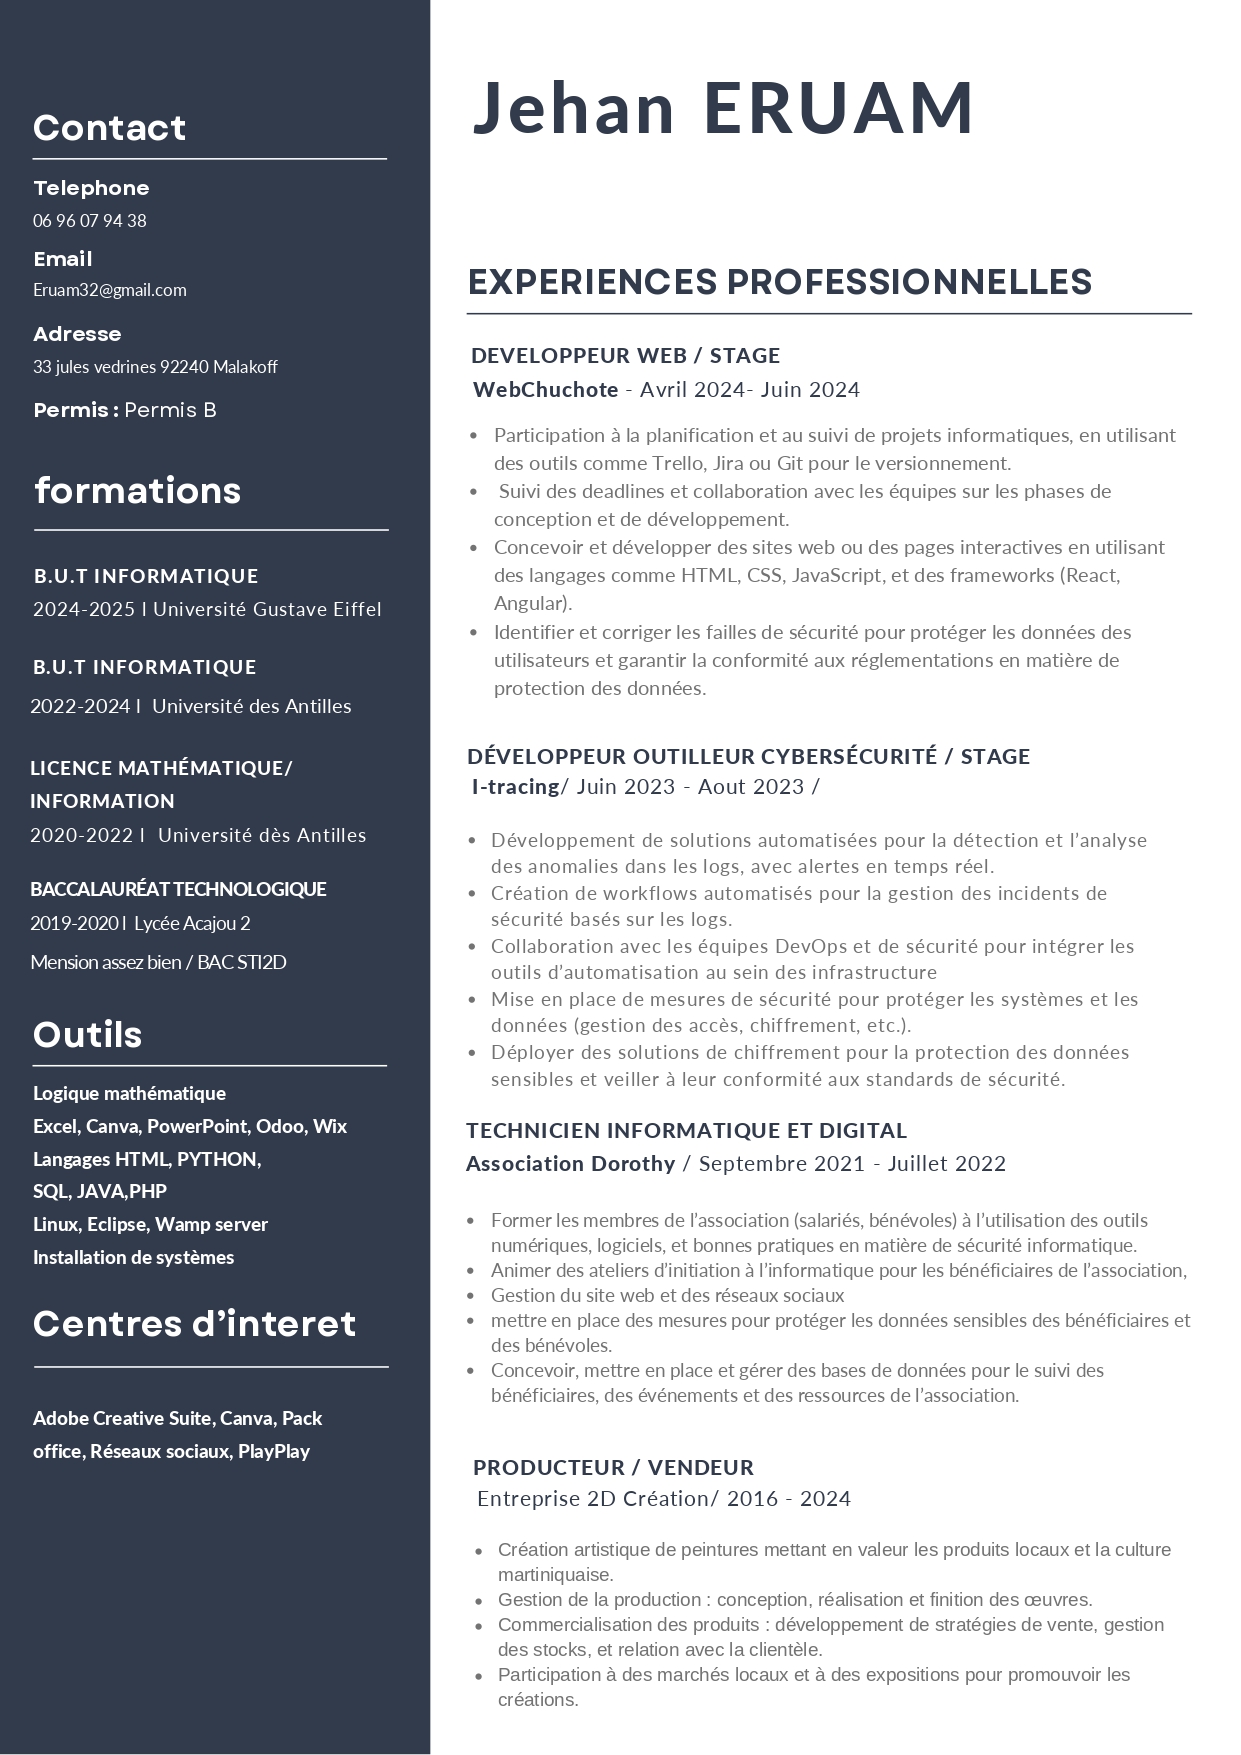 Contact
Telephone
06 96 07 94 38
Email
Eruam32@gmail.com
Adresse
33 jules vedrines 92240 Malakoff
Permis : Permis B
formations
B.U.T INFORMATIQUE
2024-2025 I Université Gustave Eiffel
B.U.T INFORMATIQUE
2022-2024 I Université des Antilles
LICENCE MATHÉMATIQUE/
INFORMATION
2020-2022 I Université dès Antilles
BACCALAURÉAT TECHNOLOGIQUE
2019-2020 I Lycée Acajou 2
Mension assez bien / BAC STI2D
Outils
Logique mathématique
Excel, Canva, PowerPoint, Odoo, Wix
Langages HTML, PYTHON,
SQL, JAVA,PHP
Linux, Eclipse, Wamp server
Installation de systèmes
Centres d’interet
Adobe Creative Suite, Canva, Pack
office, Réseaux sociaux, PlayPlay
Jehan ERUAM
EXPERIENCES PROFESSIONNELLES
DEVELOPPEUR WEB / STAGE
WebChuchote - Avril 2024- Juin 2024
• Participation à la planification et au suivi de projets informatiques, en utilisant
des outils comme Trello, Jira ou Git pour le versionnement.
• Suivi des deadlines et collaboration avec les équipes sur les phases de
conception et de développement.
• Concevoir et développer des sites web ou des pages interactives en utilisant
des langages comme HTML, CSS, JavaScript, et des frameworks (React,
Angular).
• Identifier et corriger les failles de sécurité pour protéger les données des
utilisateurs et garantir la conformité aux réglementations en matière de
protection des données.
DÉVELOPPEUR OUTILLEUR CYBERSÉCURITÉ / STAGE
I-tracing/ Juin 2023 - Aout 2023 /
• Développement de solutions automatisées pour la détection et l’analyse
des anomalies dans les logs, avec alertes en temps réel.
• Création de workflows automatisés pour la gestion des incidents de
sécurité basés sur les logs.
• Collaboration avec les équipes DevOps et de sécurité pour intégrer les
outils d’automatisation au sein des infrastructure
• Mise en place de mesures de sécurité pour protéger les systèmes et les
données (gestion des accès, chiffrement, etc.).
• Déployer des solutions de chiffrement pour la protection des données
sensibles et veiller à leur conformité aux standards de sécurité.
TECHNICIEN INFORMATIQUE ET DIGITAL
Association Dorothy / Septembre 2021 - Juillet 2022
• Former les membres de l’association (salariés, bénévoles) à l’utilisation des outils
numériques, logiciels, et bonnes pratiques en matière de sécurité informatique.
• Animer des ateliers d’initiation à l’informatique pour les bénéficiaires de l’association,
• Gestion du site web et des réseaux sociaux
• mettre en place des mesures pour protéger les données sensibles des bénéficiaires et
des bénévoles.
• Concevoir, mettre en place et gérer des bases de données pour le suivi des
bénéficiaires, des événements et des ressources de l’association.
PRODUCTEUR / VENDEUR
Entreprise 2D Création/ 2016 - 2024
• Création artistique de peintures mettant en valeur les produits locaux et la culture
martiniquaise.
• Gestion de la production : conception, réalisation et finition des œuvres.
• Commercialisation des produits : développement de stratégies de vente, gestion
des stocks, et relation avec la clientèle.
• Participation à des marchés locaux et à des expositions pour promouvoir les
créations.